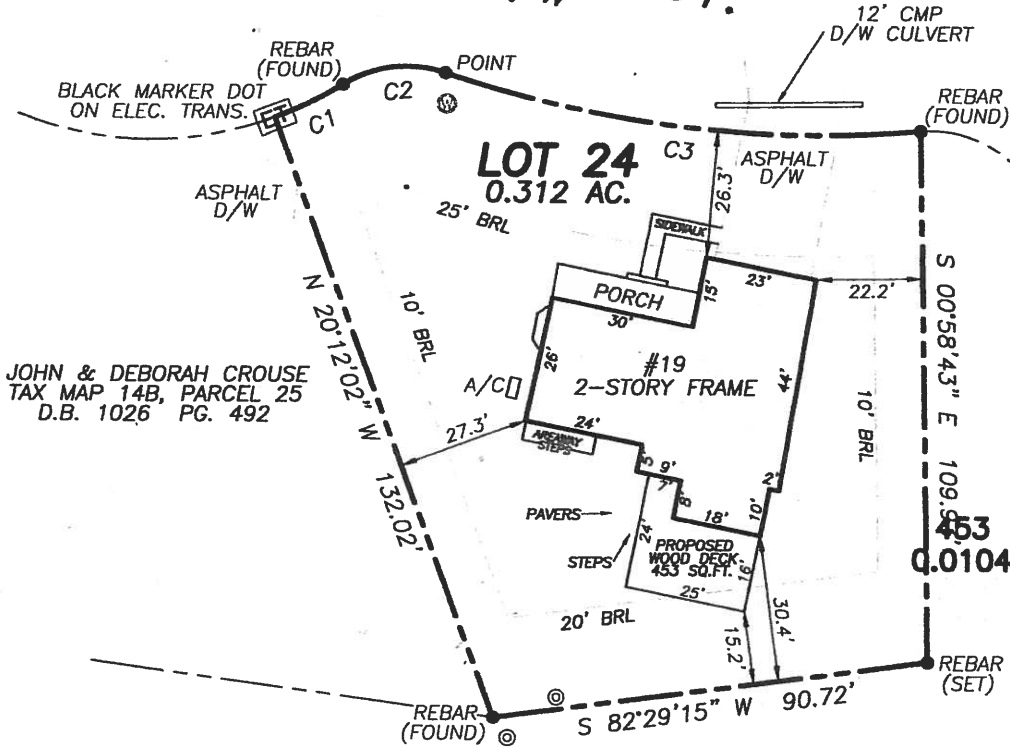 12' CMP
D/W CULVERT
REBAR
(FOUND)
POINT
C2
BLACK MARKER DOT
ON ELEC. TRANS.
C1
REBAR
(FOUND)
LOT 24
0.312 AC.
C3
ASPHALT
D/W
ASPHALT
D/W
25' BRL
26.3'
SIDEWALK
N 20°12'02" W 132.02'
10' BRL
PORCH
15'
23'
22.2'
S 00°58'43" E 109.9
30'
26'
#19
2-STORY FRAME
44'
JOHN & DEBORAH CROUSE
TAX MAP 14B, PARCEL 25
D.B. 1026 PG. 492
A/C
27.3'
24'
AREAWAY
STEPS
5'
9'
7'
8'
2'
10'
18'
10' BRL
PAVERS
24'
STEPS
PROPOSED
WOOD DECK
453 SQ.FT.
16'
25'
453
0.0104
20' BRL
15.2'
30.4'
REBAR
(SET)
REBAR
(FOUND)
S 82°29'15" W 90.72'